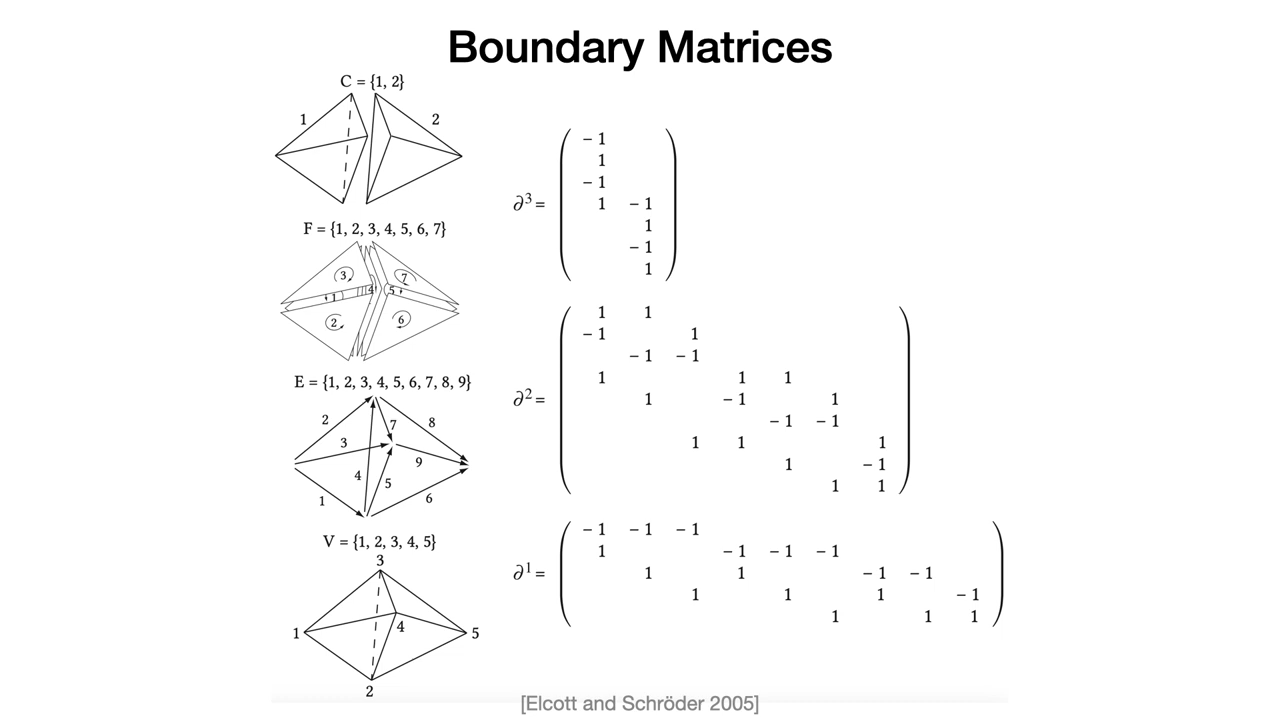 Boundary Matrices
C = {1, 2}
1 2
F = {1, 2, 3, 4, 5, 6, 7}
3 7
1 4 5
2 6
E = {1, 2, 3, 4, 5, 6, 7, 8, 9}
2 7 8
3 9
4 5
1 6
V = {1, 2, 3, 4, 5}
3
1 4 5
2
∂³ =
− 1
1
− 1
1 − 1
1
− 1
1
∂² =
1 1
− 1 1
− 1 − 1
1 1 1
1 − 1 1
− 1 − 1
1 1 1
1 − 1
1 1
∂¹ =
− 1 − 1 − 1
1 − 1 − 1 − 1
1 1 − 1 − 1
1 1 1 − 1
1 1 1
[Elcott and Schröder 2005]